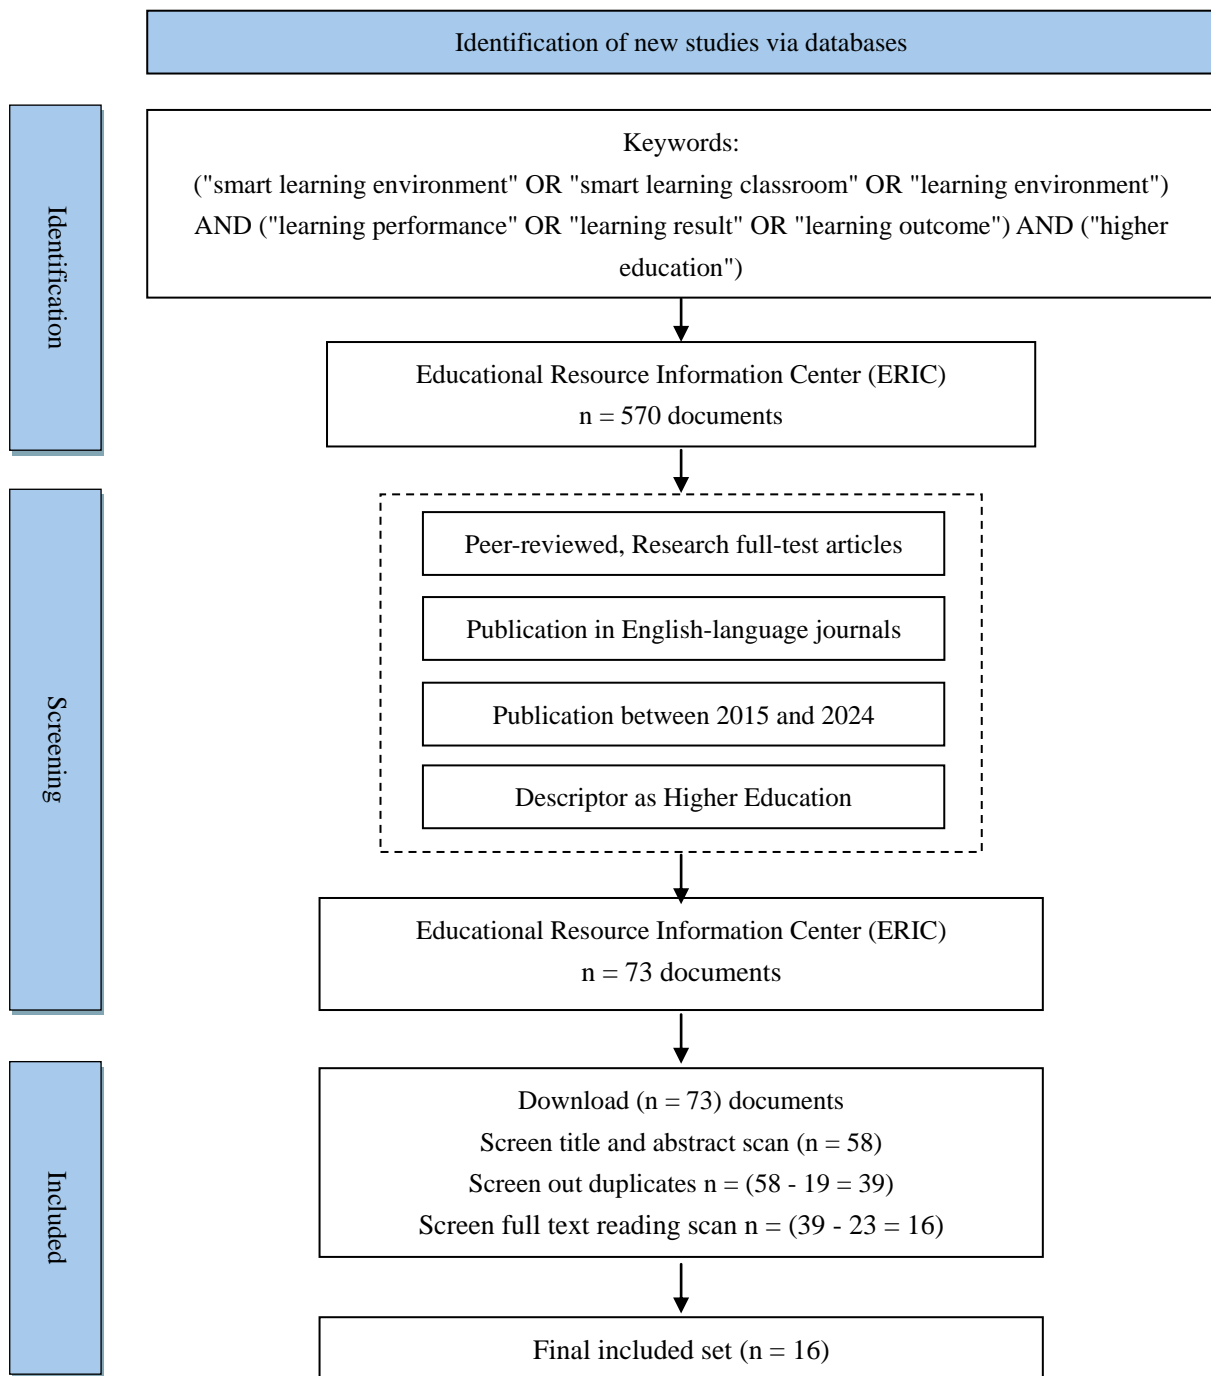 Identification of new studies via databases
Identification
Keywords:
("smart learning environment" OR "smart learning classroom" OR "learning environment")
AND ("learning performance" OR "learning result" OR "learning outcome") AND ("higher
education")
Educational Resource Information Center (ERIC)
n = 570 documents
Screening
Peer-reviewed, Research full-test articles
Publication in English-language journals
Publication between 2015 and 2024
Descriptor as Higher Education
Educational Resource Information Center (ERIC)
n = 73 documents
Included
Download (n = 73) documents
Screen title and abstract scan (n = 58)
Screen out duplicates n = (58 - 19 = 39)
Screen full text reading scan n = (39 - 23 = 16)
Final included set (n = 16)